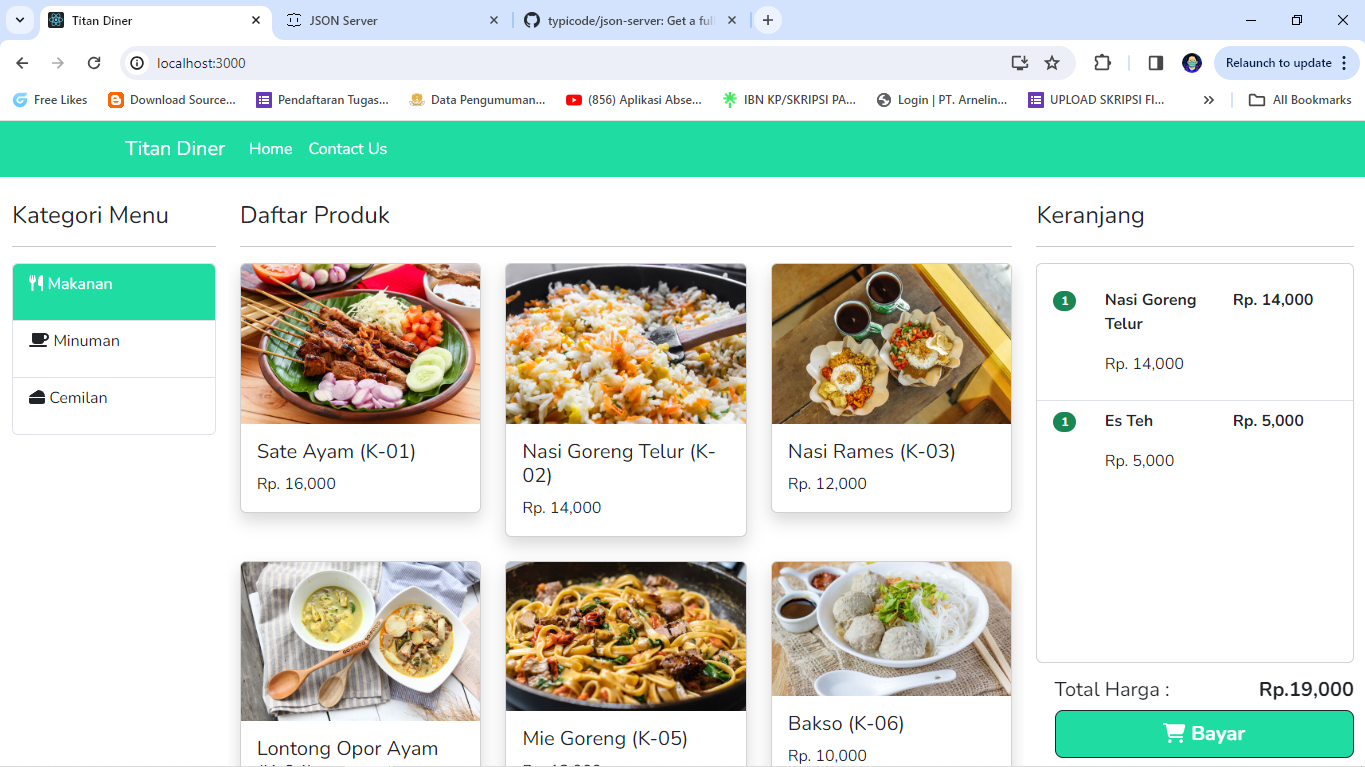 Titan Diner
JSON Server
typicode/json-server: Get a ful
localhost:3000
Relaunch to update
Free Likes
Download Source...
Pendaftaran Tugas...
Data Pengumuman...
(856) Aplikasi Abse...
IBN KP/SKRIPSI PA...
Login | PT. Arnelin...
UPLOAD SKRIPSI FI...
All Bookmarks
Titan Diner
Home
Contact Us
Kategori Menu
Makanan
Minuman
Cemilan
Daftar Produk
Sate Ayam (K-01)
Rp. 16,000
Nasi Goreng Telur (K-
02)
Rp. 14,000
Nasi Rames (K-03)
Rp. 12,000
Lontong Opor Ayam
Mie Goreng (K-05)
Bakso (K-06)
Rp. 10,000
Keranjang
1
Nasi Goreng
Telur
Rp. 14,000
Rp. 14,000
1
Es Teh
Rp. 5,000
Rp. 5,000
Total Harga :
Rp.19,000
Bayar